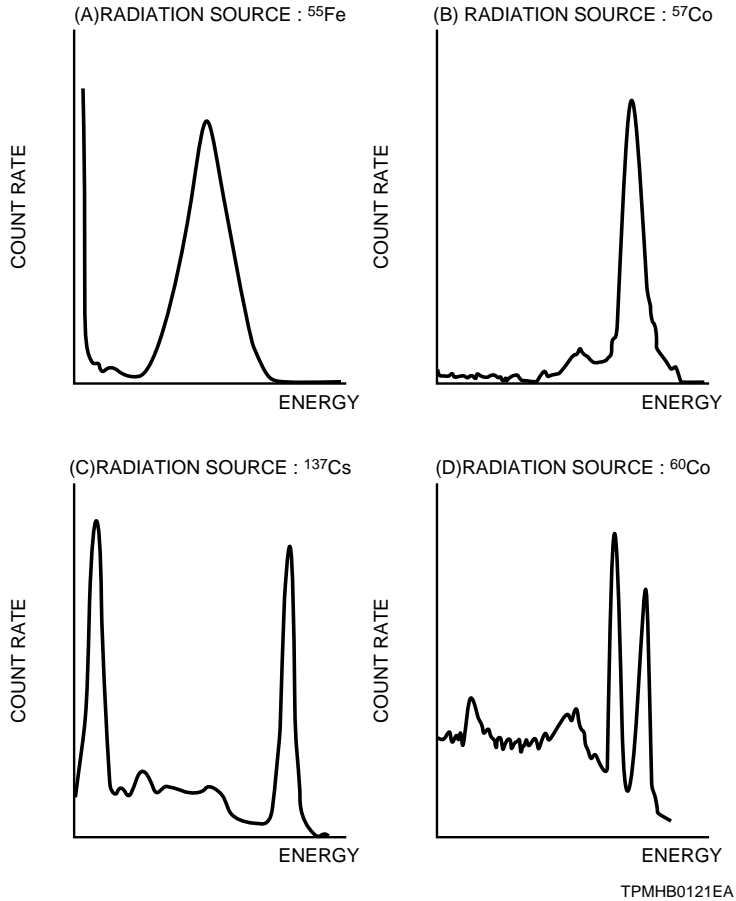 (A)RADIATION SOURCE : ⁵⁵Fe
COUNT RATE
ENERGY
(B) RADIATION SOURCE : ⁵⁷Co
COUNT RATE
ENERGY
(C)RADIATION SOURCE : ¹³⁷Cs
COUNT RATE
ENERGY
(D)RADIATION SOURCE : ⁶⁰Co
COUNT RATE
ENERGY
TPMHB0121EA